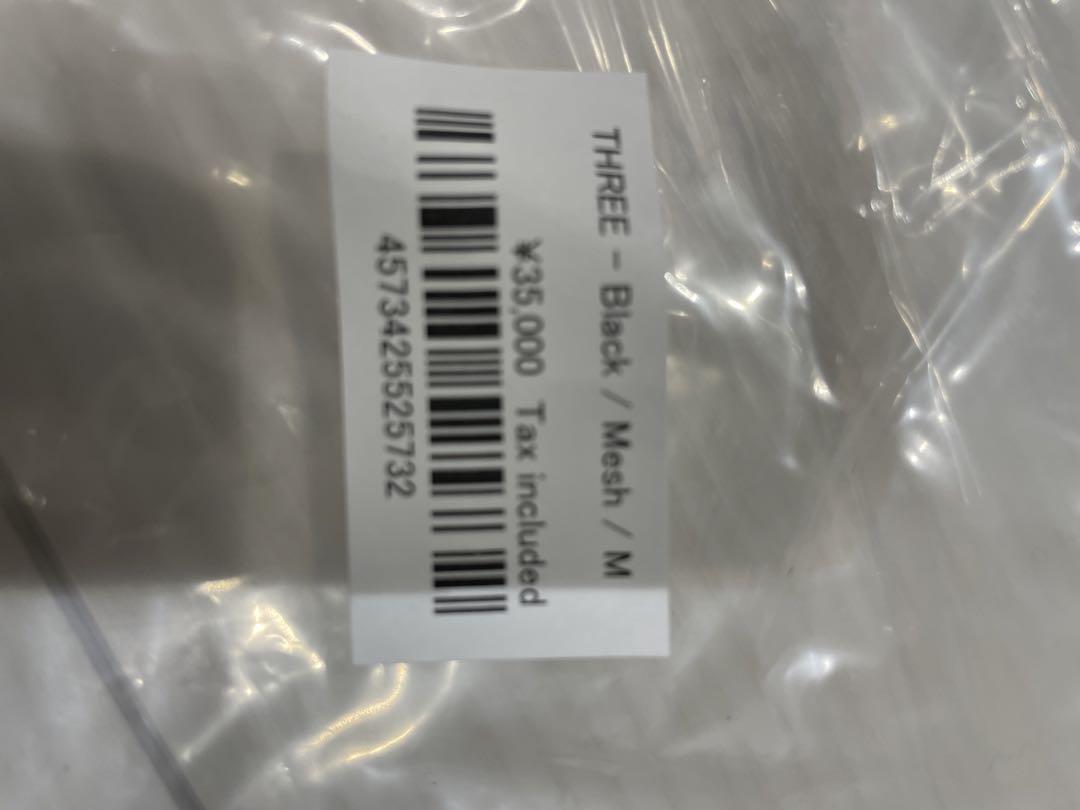 THREE - Black / Mesh / M
¥35,000 Tax included
4573425525732